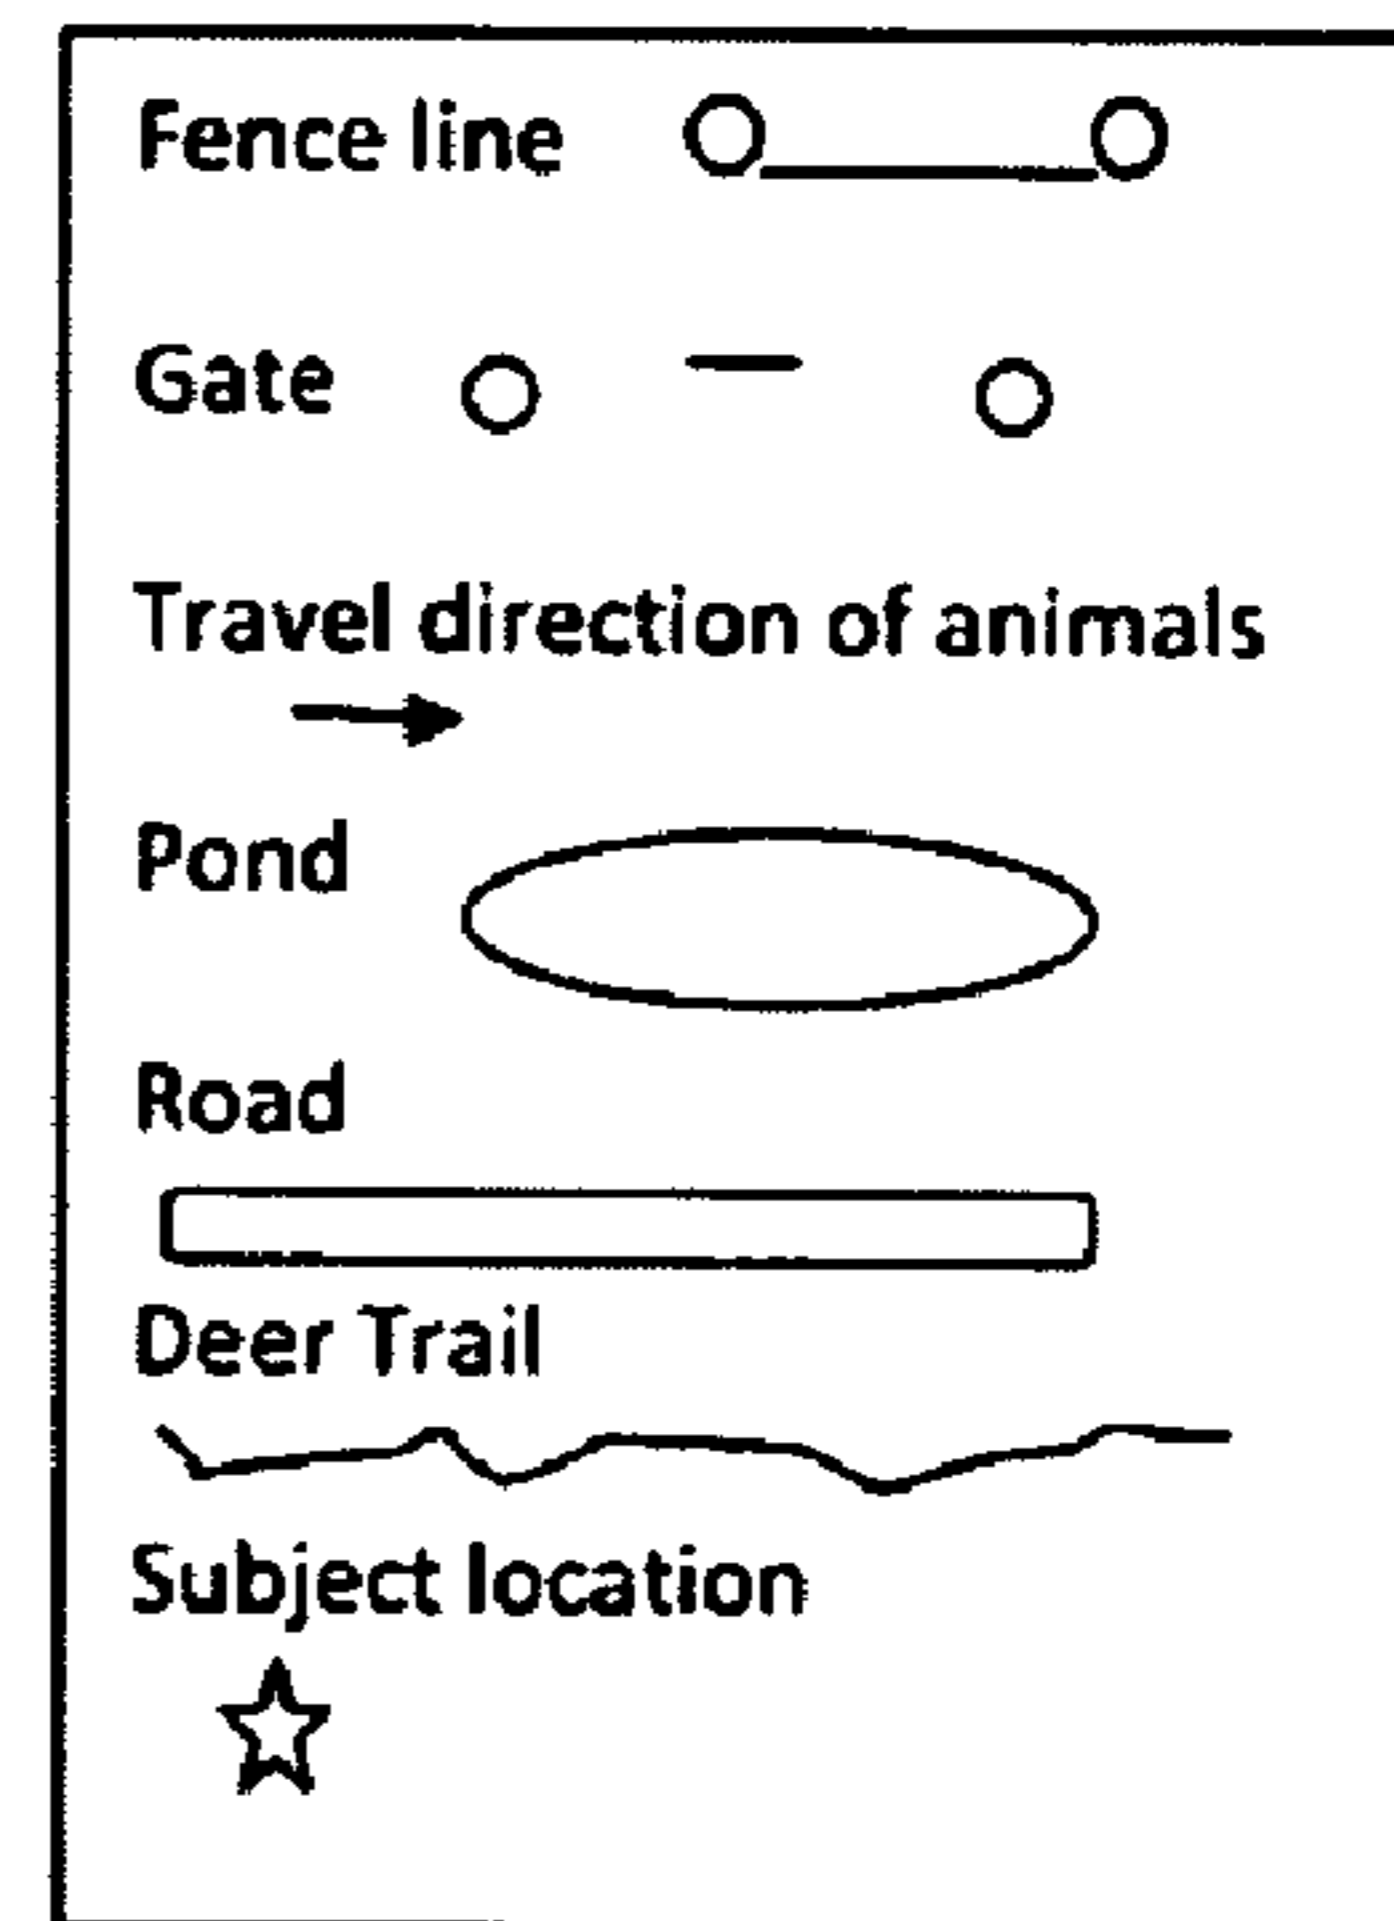 Fence line
Gate
Travel direction of animals
Pond
Road
Deer Trail
Subject location